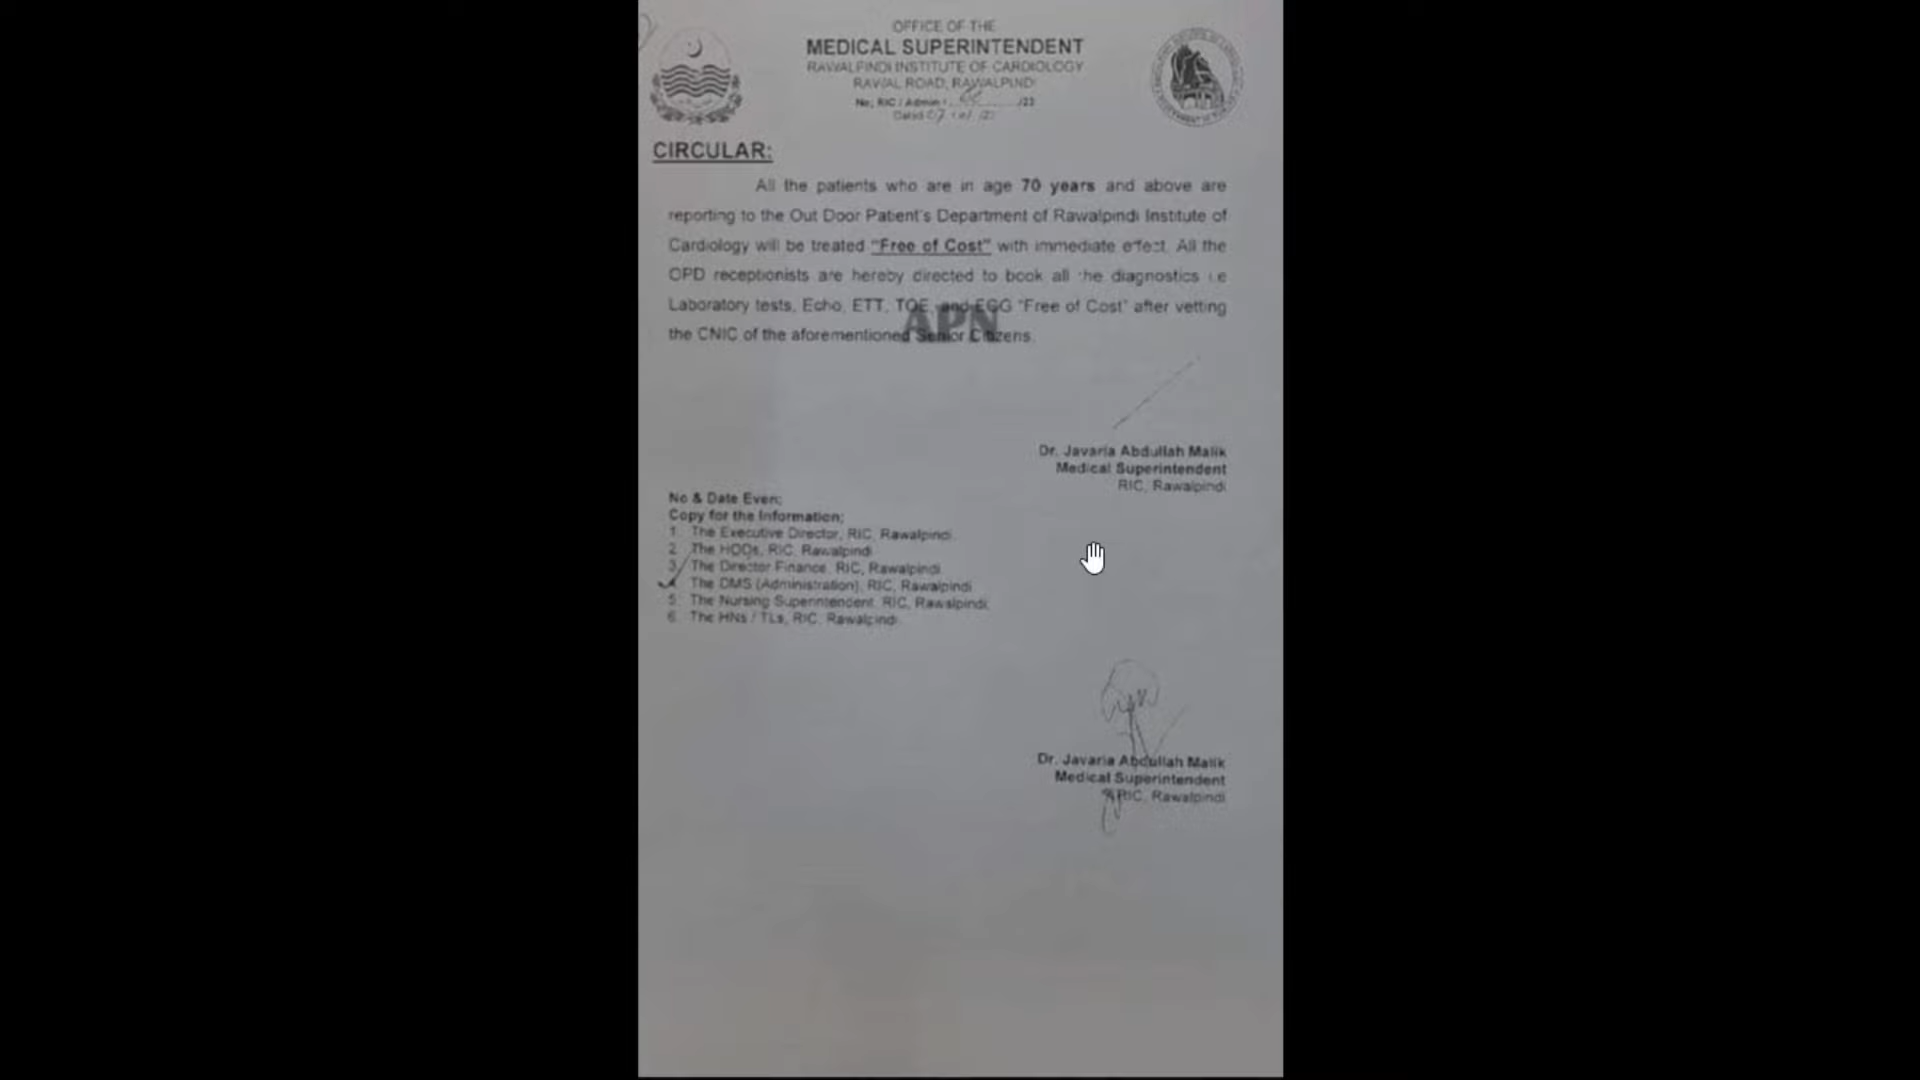 OFFICE OF THE
MEDICAL SUPERINTENDENT
RAWALPINDI INSTITUTE OF CARDIOLOGY
RAWAL ROAD, RAWALPINDI
No, RIC / Admin / /23
Dated 07
CIRCULAR:
All the patients who are in age 70 years and above are
reporting to the Out Door Patient's Department of Rawalpindi Institute of
Cardiology will be treated "Free of Cost" with immediate effect. All the
OPD receptionists are hereby directed to book all the diagnostics i.e
Laboratory tests, Echo, ETT, TOE, and ECG "Free of Cost" after vetting
APN
the CNIC of the aforementioned Senior Citizens.
Dr. Javaria Abdullah Malik
Medical Superintendent
RIC, Rawalpindi
No & Date Even;
Copy for the Information;
1. The Executive Director, RIC, Rawalpindi.
2. The HODs, RIC, Rawalpindi
3. The Director Finance, RIC, Rawalpindi.
4. The DMS (Administration), RIC, Rawalpindi.
5. The Nursing Superintendent, RIC, Rawalpindi.
6. The HNs / TLs, RIC, Rawalpindi.
Dr. Javaria Abdullah Malik
Medical Superintendent
RIC, Rawalpindi